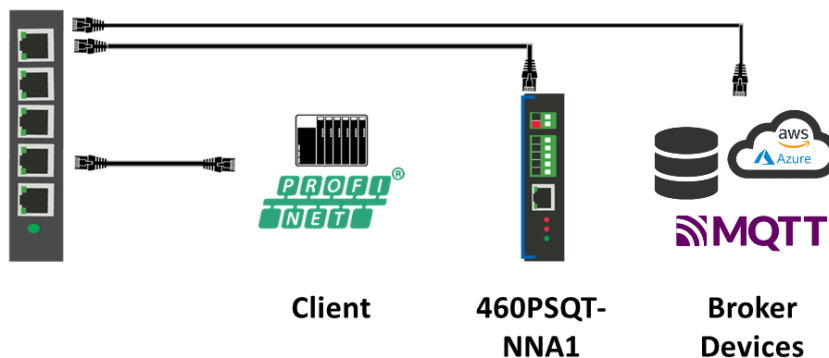 aws
Azure
PROFI®
NET
MQTT
Client
460PSQT-
NNA1
Broker
Devices